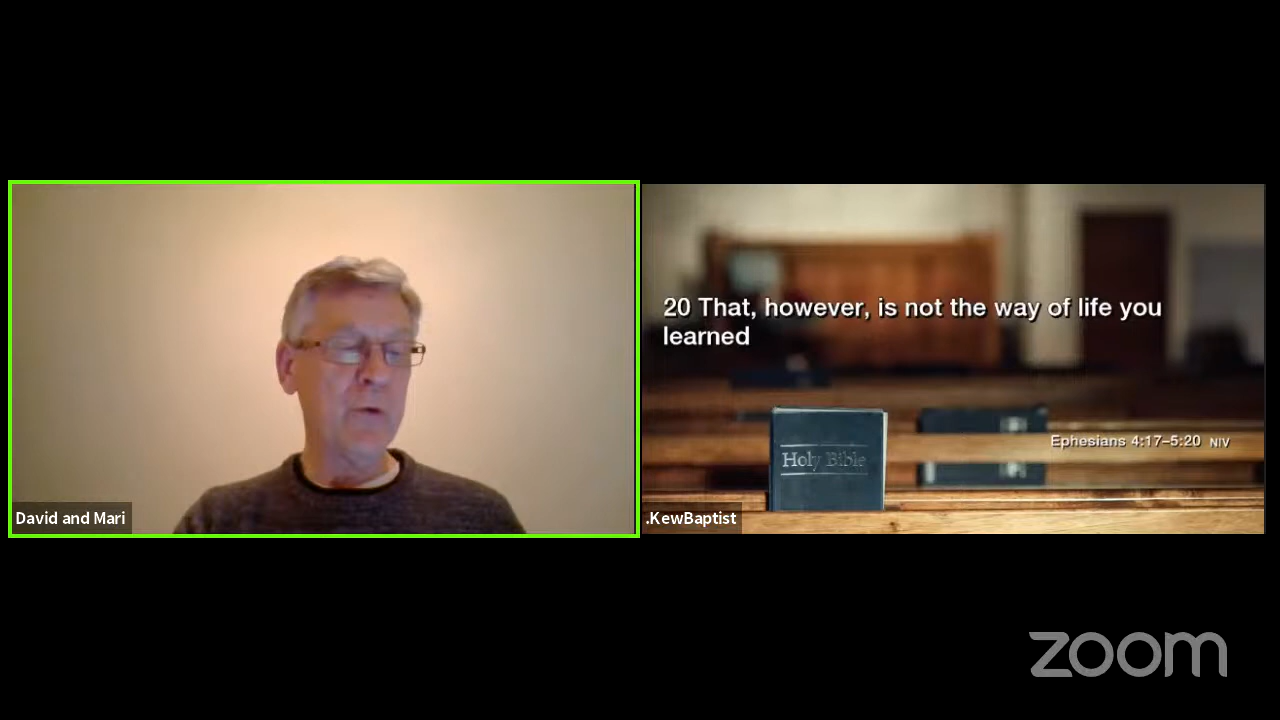 20 That, however, is not the way of life you
learned
Holy Bible
Ephesians 4:17–5:20 NIV
David and Mari
.KewBaptist
zoom